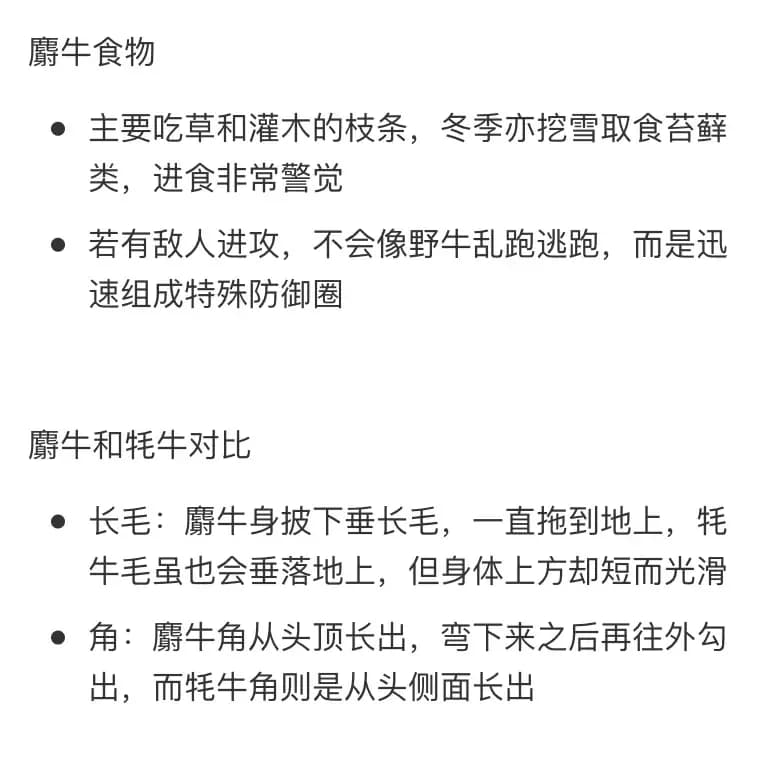 麝牛食物
● 主要吃草和灌木的枝条，冬季亦挖雪取食苔藓
类，进食非常警觉
● 若有敌人进攻，不会像野牛乱跑逃跑，而是迅
速组成特殊防御圈
麝牛和牦牛对比
● 长毛：麝牛身披下垂长毛，一直拖到地上，牦
牛毛虽也会垂落地上，但身体上方却短而光滑
● 角：麝牛角从头顶长出，弯下来之后再往外勾
出，而牦牛角则是从头侧面长出